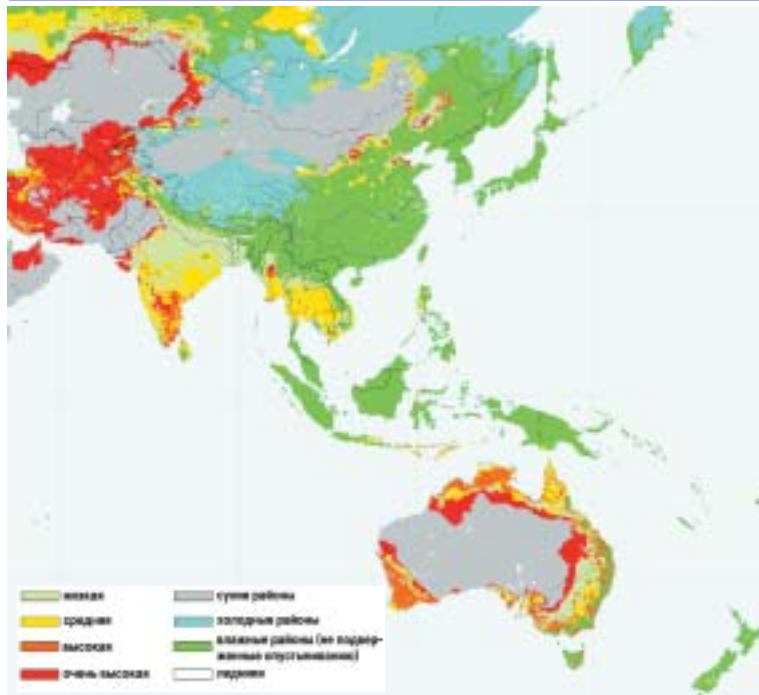 низкая
средняя
высокая
очень высокая
сухие районы
холодные районы
влажные районы (не подвер-
женные опустыниванию)
ледники